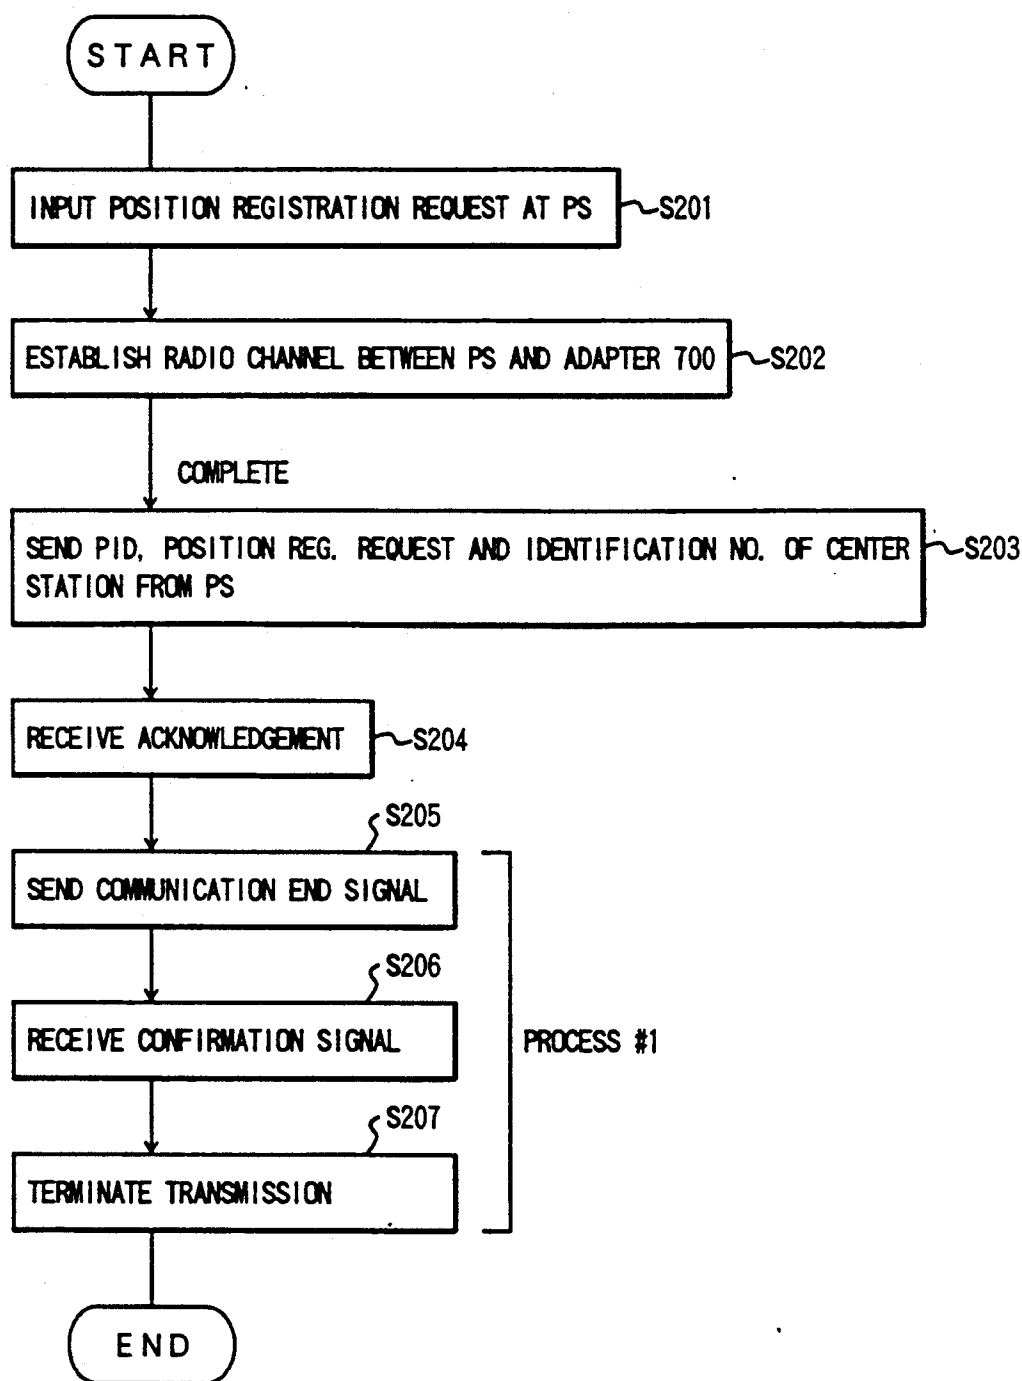 START
INPUT POSITION REGISTRATION REQUEST AT PS
S201
ESTABLISH RADIO CHANNEL BETWEEN PS AND ADAPTER 700
S202
COMPLETE
SEND PID, POSITION REG. REQUEST AND IDENTIFICATION NO. OF CENTER
STATION FROM PS
S203
RECEIVE ACKNOWLEDGEMENT
S204
S205
SEND COMMUNICATION END SIGNAL
S206
RECEIVE CONFIRMATION SIGNAL
PROCESS #1
S207
TERMINATE TRANSMISSION
END